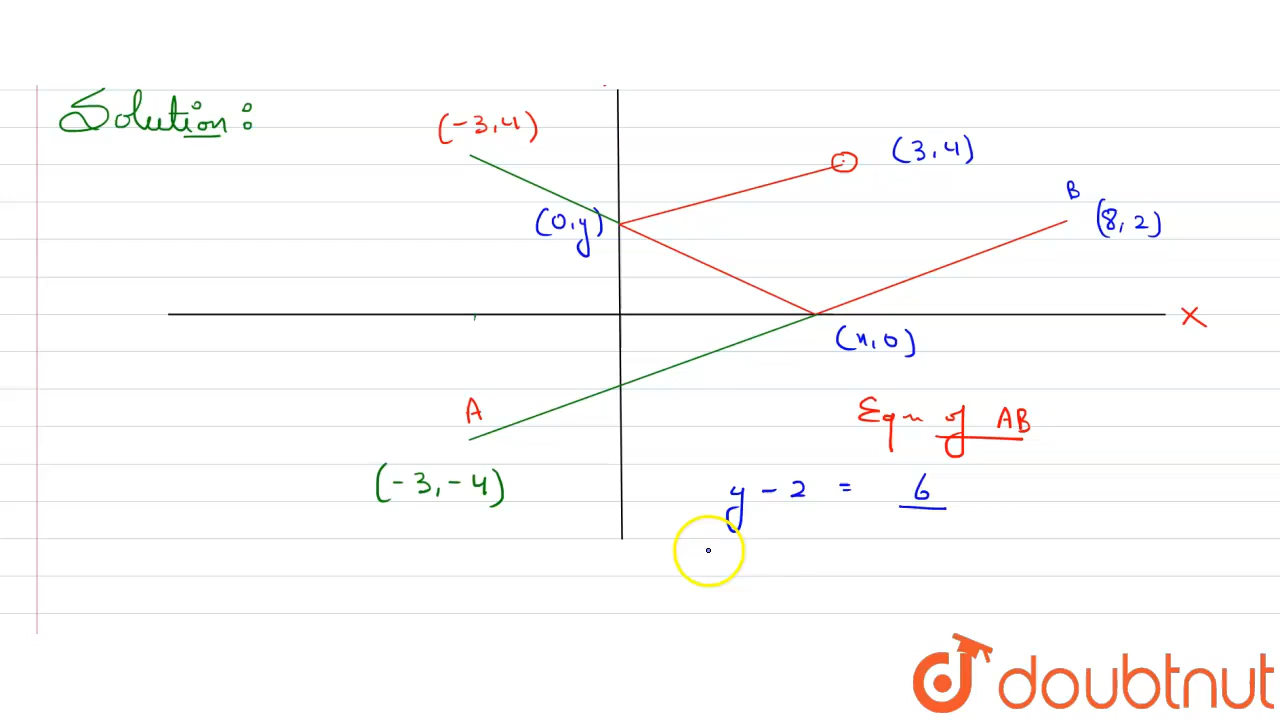 Solution :
(-3,4)
(3,4)
B
(0,y)
(8,2)
X
(x,0)
A
Eqn of AB
(-3,-4)
y - 2 = 6
doubtnut